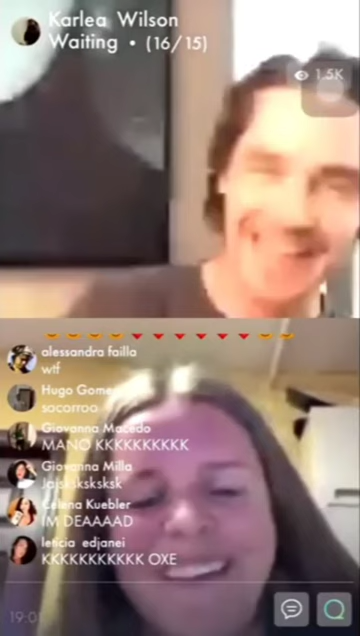 Karlea Wilson
Waiting • (16/15)
1.5K
alessandra failla
wtf
Hugo Gome
socorroo
Giovanna Macedo
MANO KKKKKKKKKK
Giovanna Milla
Jajsksksksk
Celena Kuebler
IM DEAAAAD
leticia edjanei
KKKKKKKKKKK OXE